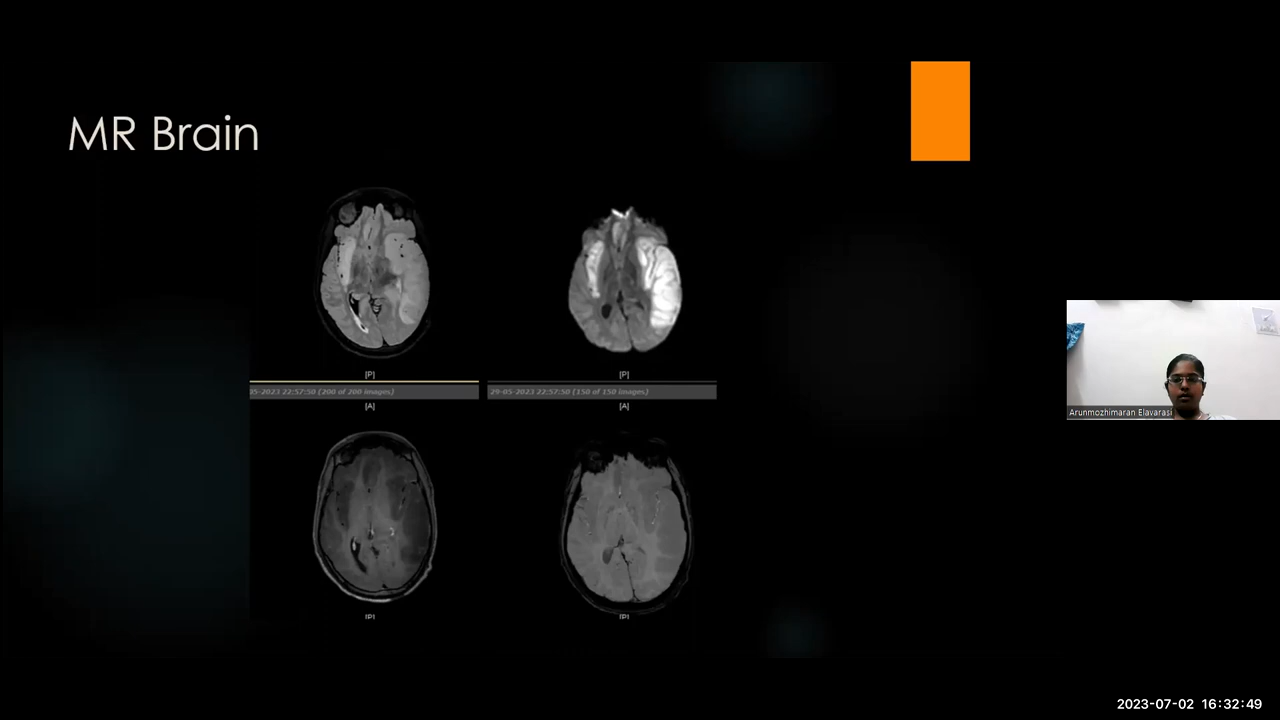 MR Brain
[P]
[P]
05-2023 22:57:50 (200 of 200 images)
29-05-2023 22:57:50 (150 of 150 images)
[A]
[A]
[P]
[P]
Arunmozhimaran Elavarasi
2023-07-02 16:32:49